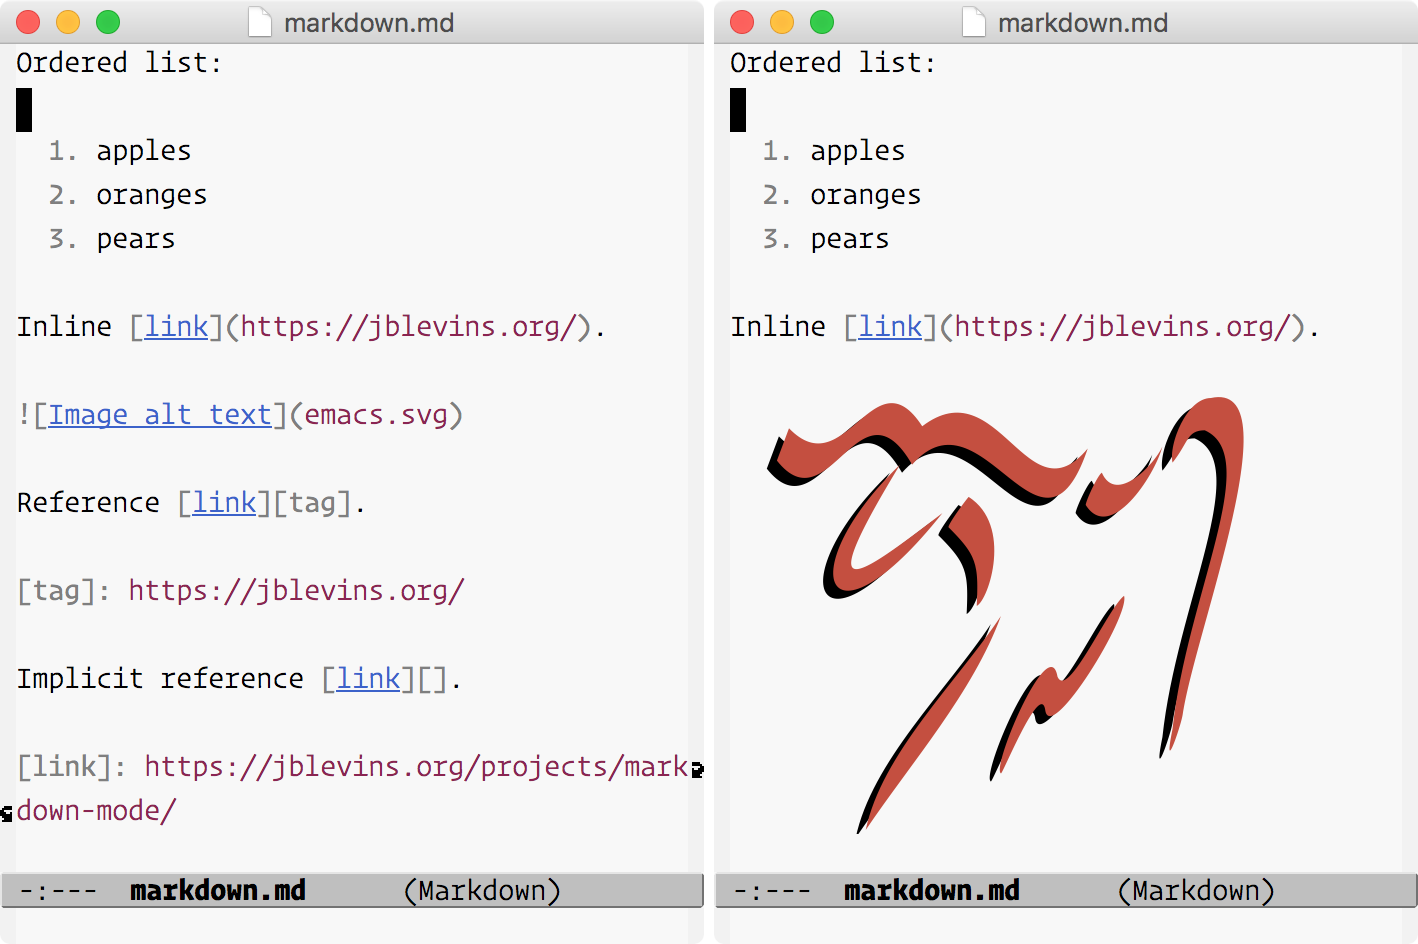 markdown.md
Ordered list:
1. apples
2. oranges
3. pears
Inline [link](https://jblevins.org/).
![Image alt text](emacs.svg)
Reference [link][tag].
[tag]: https://jblevins.org/
Implicit reference [link][].
[link]: https://jblevins.org/projects/mark
down-mode/
-:--- markdown.md (Markdown)
markdown.md
Ordered list:
1. apples
2. oranges
3. pears
Inline [link](https://jblevins.org/).
-:--- markdown.md (Markdown)